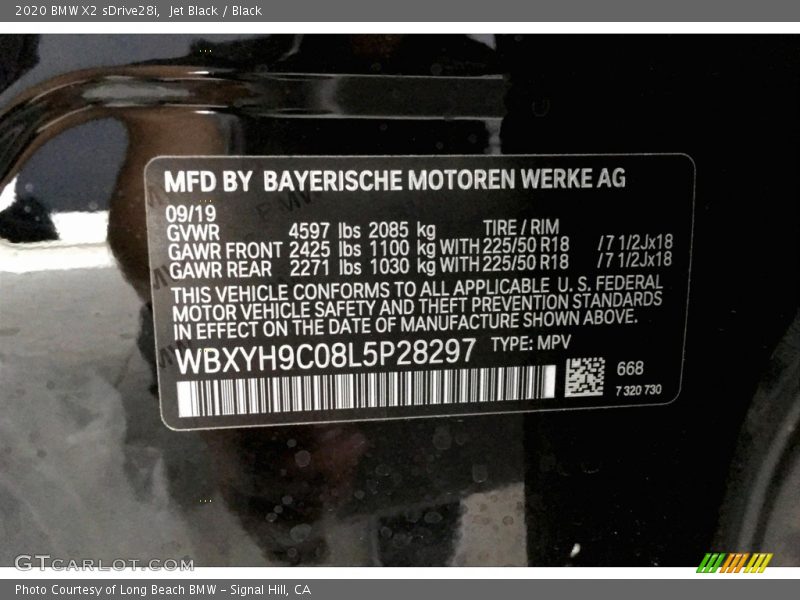 2020 BMW X2 sDrive28i,  Jet Black / Black
MFD BY BAYERISCHE MOTOREN WERKE AG
09/19
GVWR 4597 lbs 2085 kg TIRE / RIM
GAWR FRONT 2425 lbs 1100 kg WITH 225/50 R18 /7 1/2Jx18
GAWR REAR 2271 lbs 1030 kg WITH 225/50 R18 /7 1/2Jx18
THIS VEHICLE CONFORMS TO ALL APPLICABLE U. S. FEDERAL
MOTOR VEHICLE SAFETY AND THEFT PREVENTION STANDARDS
IN EFFECT ON THE DATE OF MANUFACTURE SHOWN ABOVE.
WBXYH9C08L5P28297 TYPE: MPV
668
7 320 730
GTcarlot.com
Photo Courtesy of Long Beach BMW - Signal Hill, CA